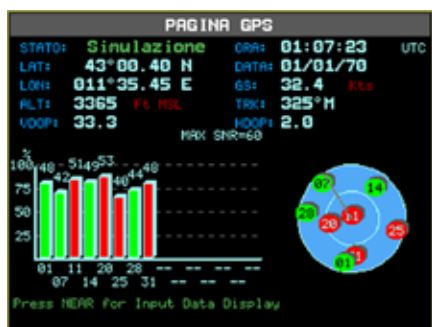 PAGINA GPS
STATO: Simulazione ORA: 01:07:23 UTC
LAT: 43°00.40 N DATA: 01/01/70
LON: 011°35.45 E GS: 32.4 Kts
ALT: 3365 Ft MSL TRK: 325°M
VDOP: 33.3 HDOP: 2.0
MAX SNR=60
%
100 48 42 51 49 53 40 44 48
75
50
25
01 11 20 28 -- -- --
07 14 25 31 -- -- --
07 14
20 20 25
01
Press NEAR for Input Data Display